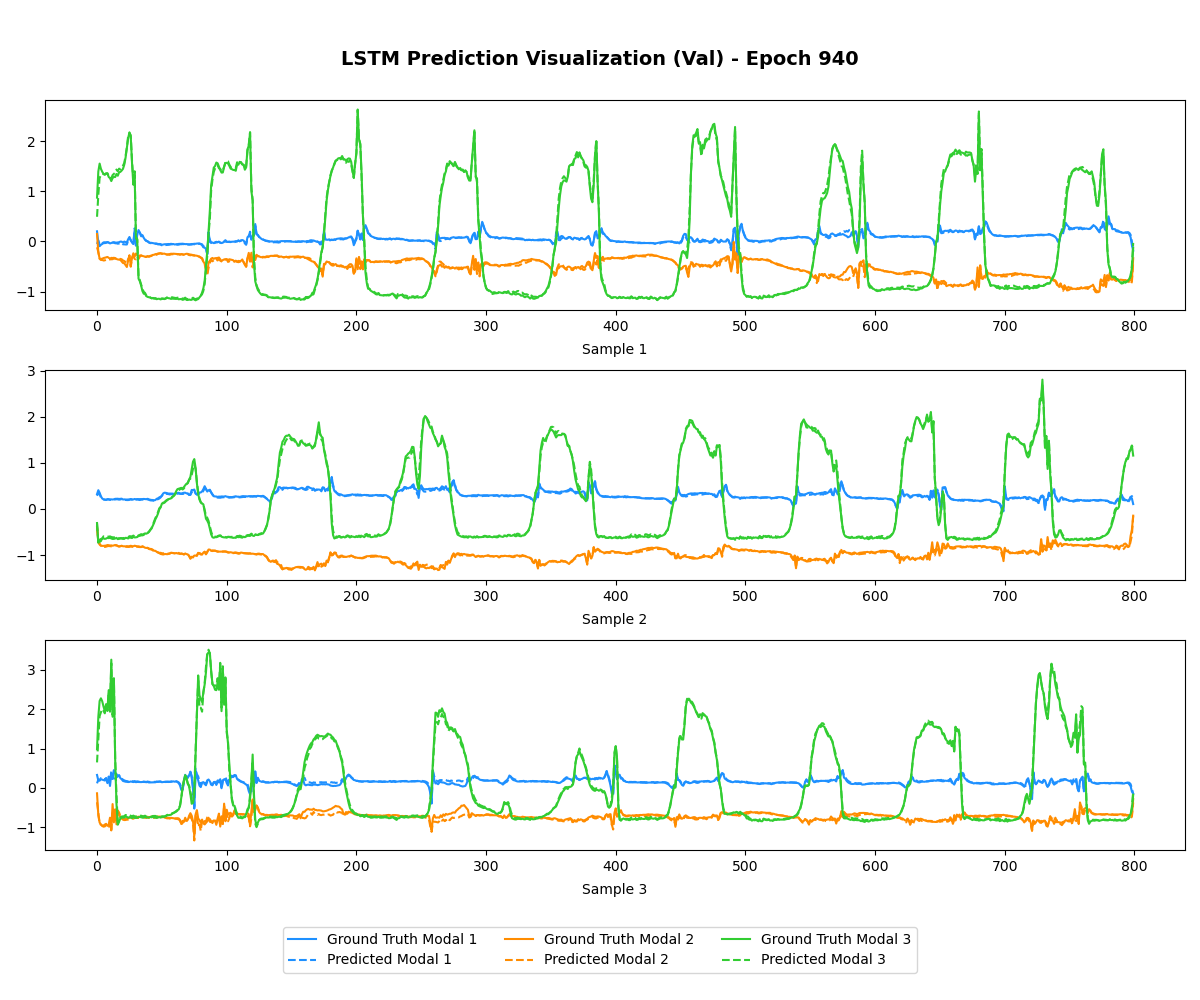 LSTM Prediction Visualization (Val) - Epoch 940
2
1
0
−1
0 100 200 300 400 500 600 700 800
Sample 1
3
2
1
0
−1
0 100 200 300 400 500 600 700 800
Sample 2
3
2
1
0
−1
0 100 200 300 400 500 600 700 800
Sample 3
Ground Truth Modal 1 Ground Truth Modal 2 Ground Truth Modal 3
Predicted Modal 1 Predicted Modal 2 Predicted Modal 3